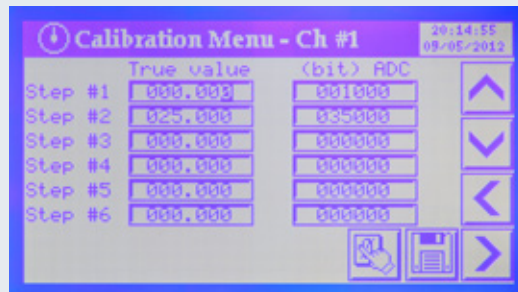 Calibration Menu - Ch #1
20:14:55
09/05/2012
True value (bit) ADC
Step #1 000.000 001000
Step #2 025.000 035000
Step #3 000.000 000000
Step #4 000.000 000000
Step #5 000.000 000000
Step #6 000.000 000000